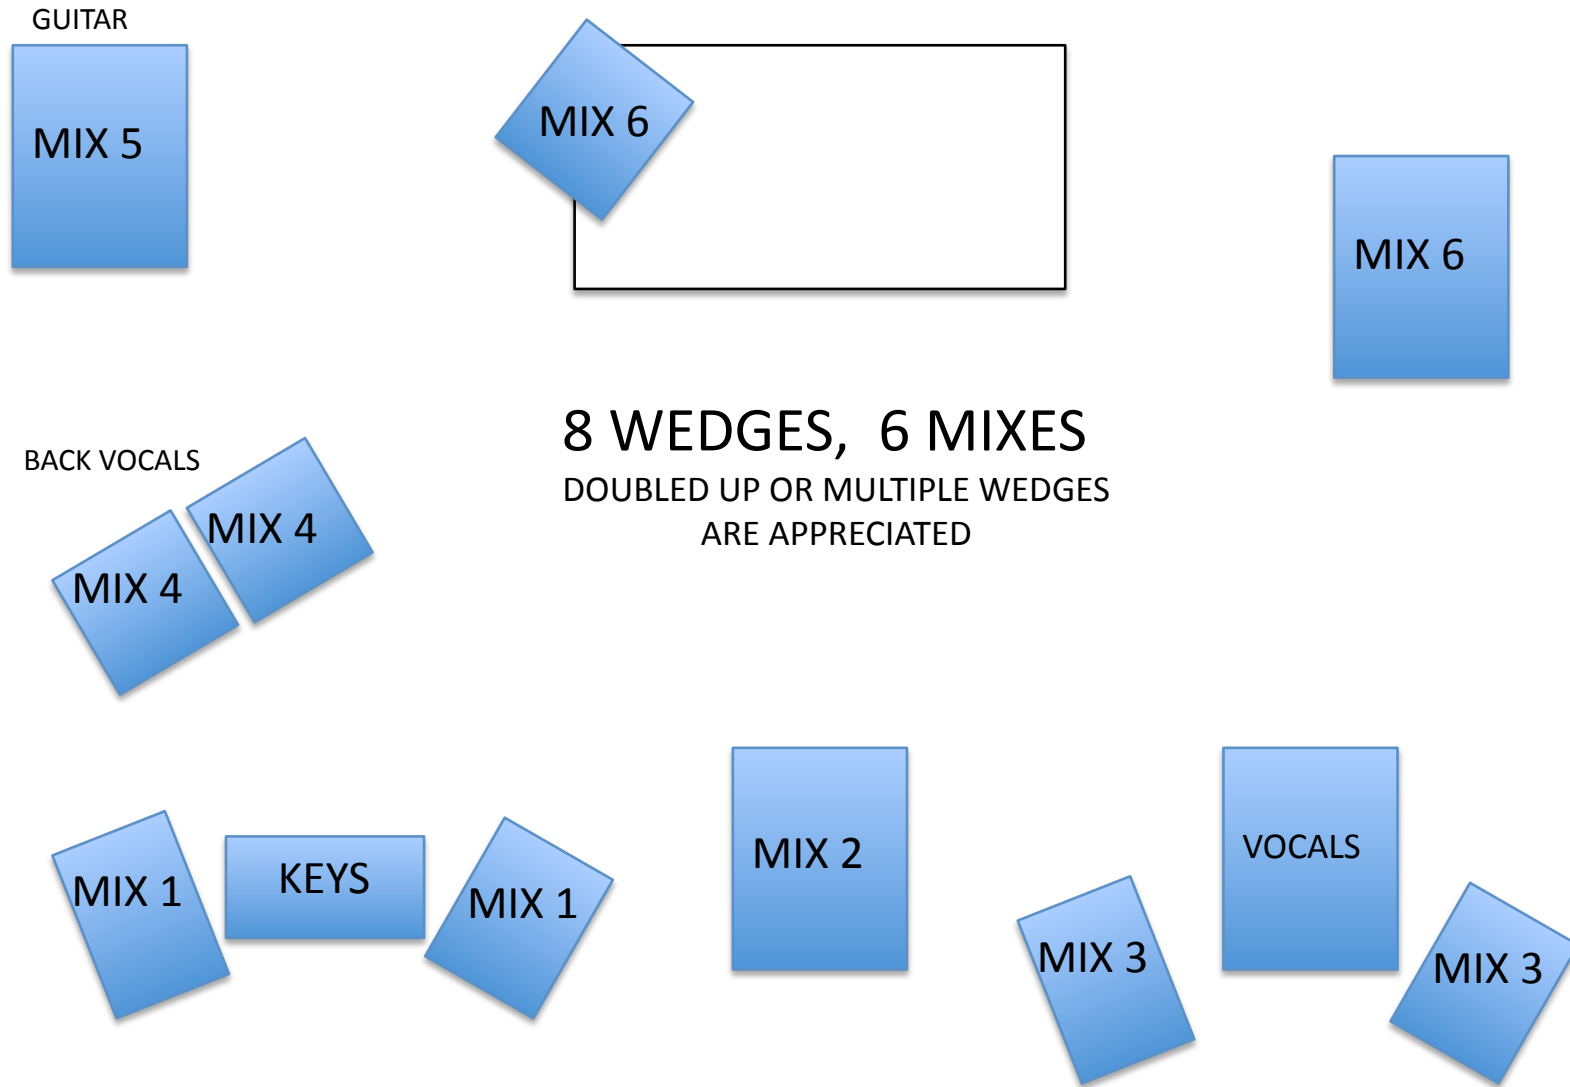 GUITAR
MIX 5
MIX 6
MIX 6
8 WEDGES,  6 MIXES
DOUBLED UP OR MULTIPLE WEDGES
ARE APPRECIATED
BACK VOCALS
MIX 4
MIX 4
MIX 1
KEYS
MIX 1
MIX 2
VOCALS
MIX 3
MIX 3